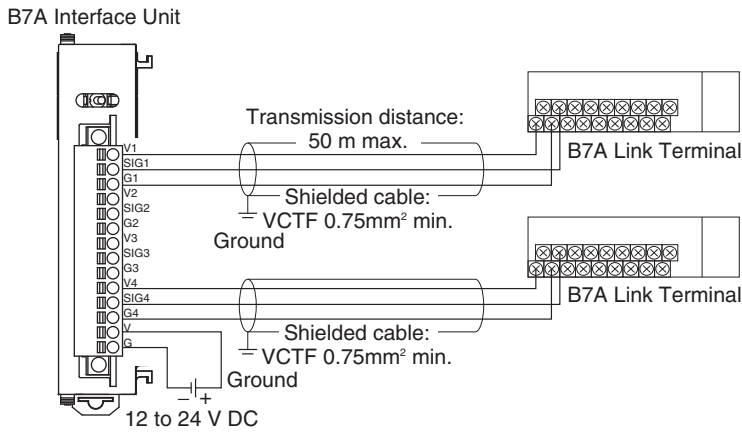 B7A Interface Unit
Transmission distance:
50 m max.
V1
SIG1
G1
V2
SIG2
G2
V3
SIG3
G3
V4
SIG4
G4
V
G
B7A Link Terminal
Shielded cable:
VCTF 0.75mm² min.
Ground
B7A Link Terminal
Shielded cable:
VCTF 0.75mm² min.
Ground
− +
12 to 24 V DC